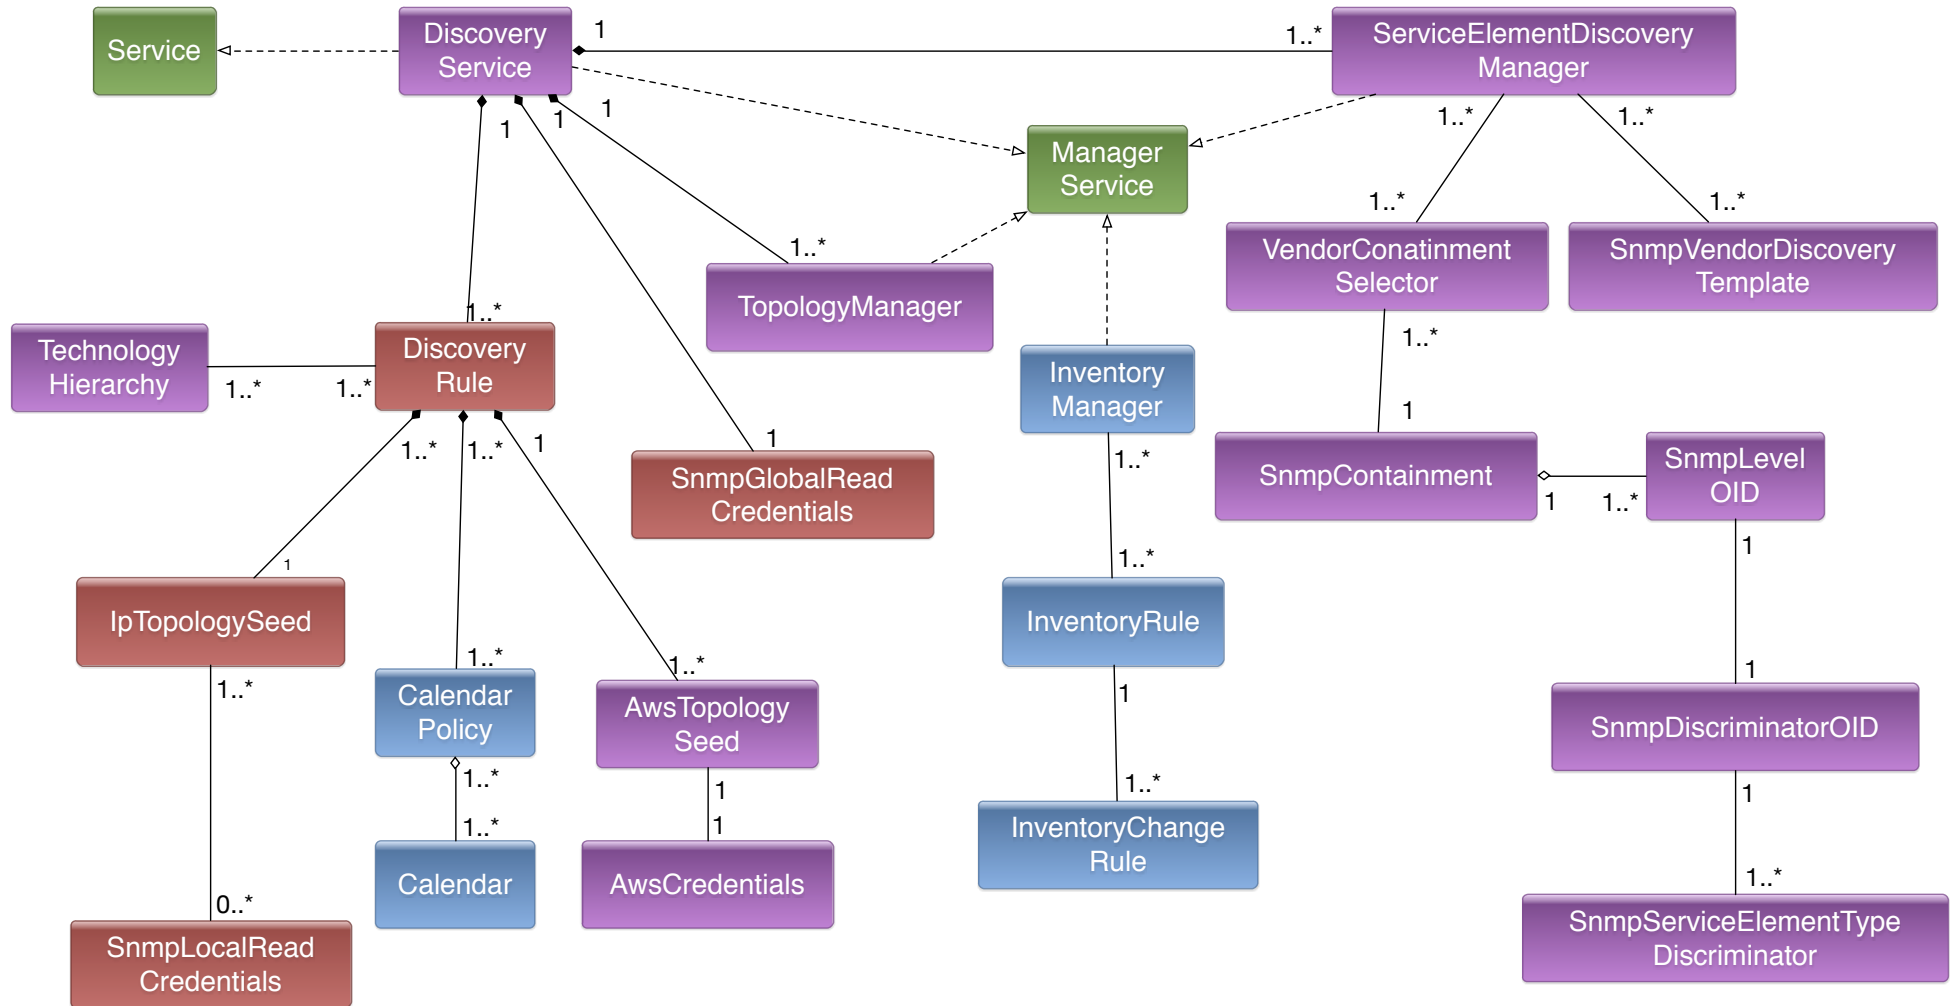 Service
Discovery
Service
1
1..*
ServiceElementDiscovery
Manager
1
1
1
1..*
1..*
Manager
Service
1..*
1..*
1..*
VendorConatinment
Selector
SnmpVendorDiscovery
Template
TopologyManager
1..*
1..*
Technology
Hierarchy
1..*
1..*
Discovery
Rule
Inventory
Manager
1..*
1..*
1
1
1
1..*
SnmpGlobalRead
Credentials
SnmpContainment
1
1..*
SnmpLevel
OID
1
1
1..*
IpTopologySeed
InventoryRule
1..*
1..*
1..*
1
1
Calendar
Policy
AwsTopology
Seed
SnmpDiscriminatorOID
1..*
1
1..*
1
1..*
1
InventoryChange
Rule
Calendar
AwsCredentials
1..*
0..*
SnmpLocalRead
Credentials
SnmpServiceElementType
Discriminator